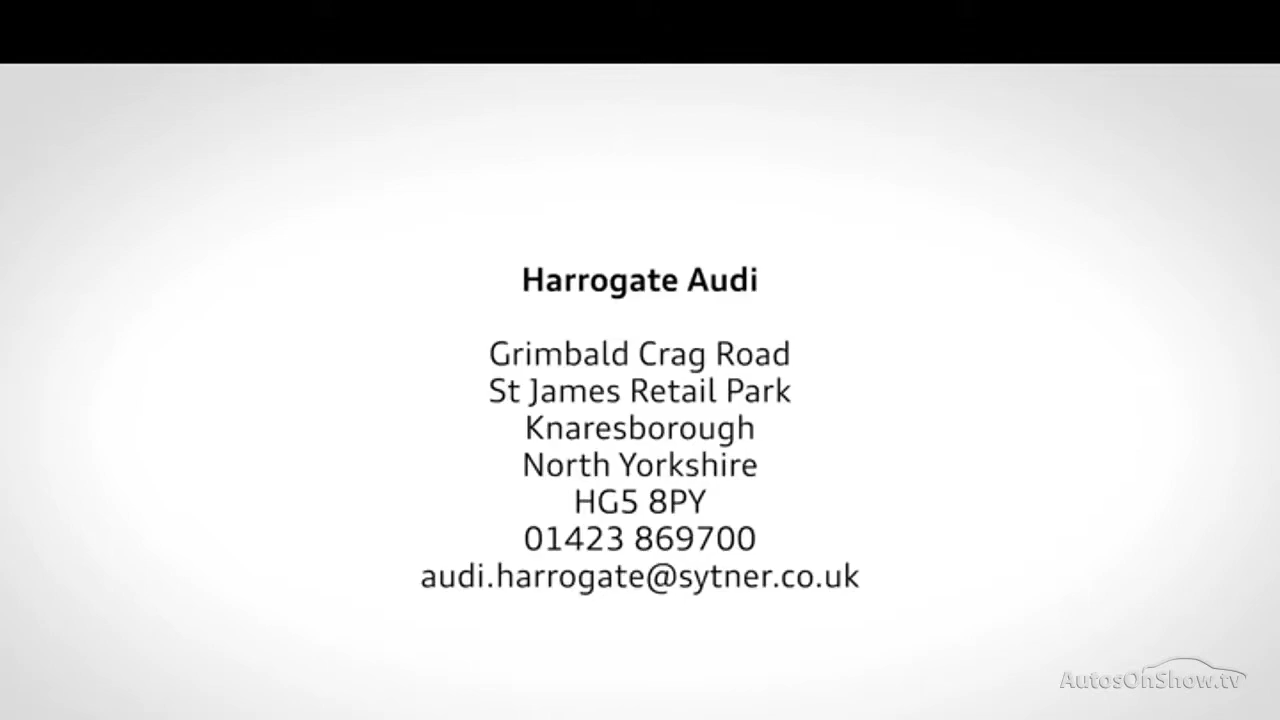 Harrogate Audi
Grimbald Crag Road
St James Retail Park
Knaresborough
North Yorkshire
HG5 8PY
01423 869700
audi.harrogate@sytner.co.uk
AutosOnShow.tv